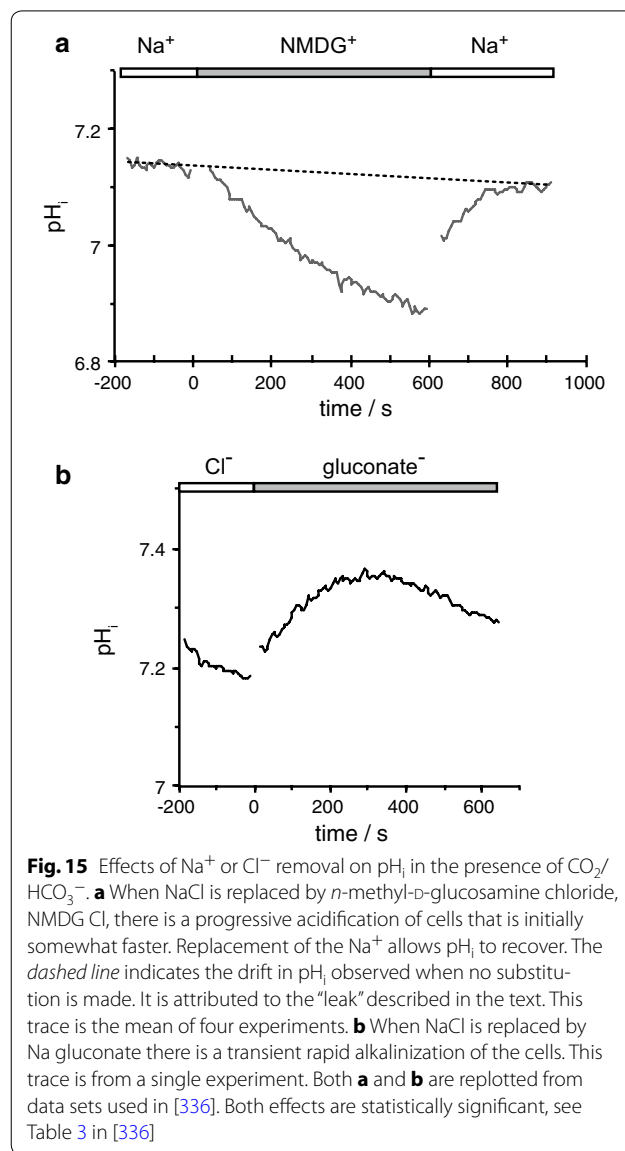 a
Na⁺ NMDG⁺ Na⁺
7.2
7
6.8
pHᵢ
-200 0 200 400 600 800 1000
time / s
b
Cl⁻ gluconate⁻
7.4
7.2
7
pHᵢ
-200 0 200 400 600
time / s
Fig. 15 Effects of Na⁺ or Cl⁻ removal on pHᵢ in the presence of CO₂/
HCO₃⁻. a When NaCl is replaced by n-methyl-D-glucosamine chloride,
NMDG Cl, there is a progressive acidification of cells that is initially
somewhat faster. Replacement of the Na⁺ allows pHᵢ to recover. The
dashed line indicates the drift in pHᵢ observed when no substitu-
tion is made. It is attributed to the “leak” described in the text. This
trace is the mean of four experiments. b When NaCl is replaced by
Na gluconate there is a transient rapid alkalinization of the cells. This
trace is from a single experiment. Both a and b are replotted from
data sets used in [336]. Both effects are statistically significant, see
Table 3 in [336]